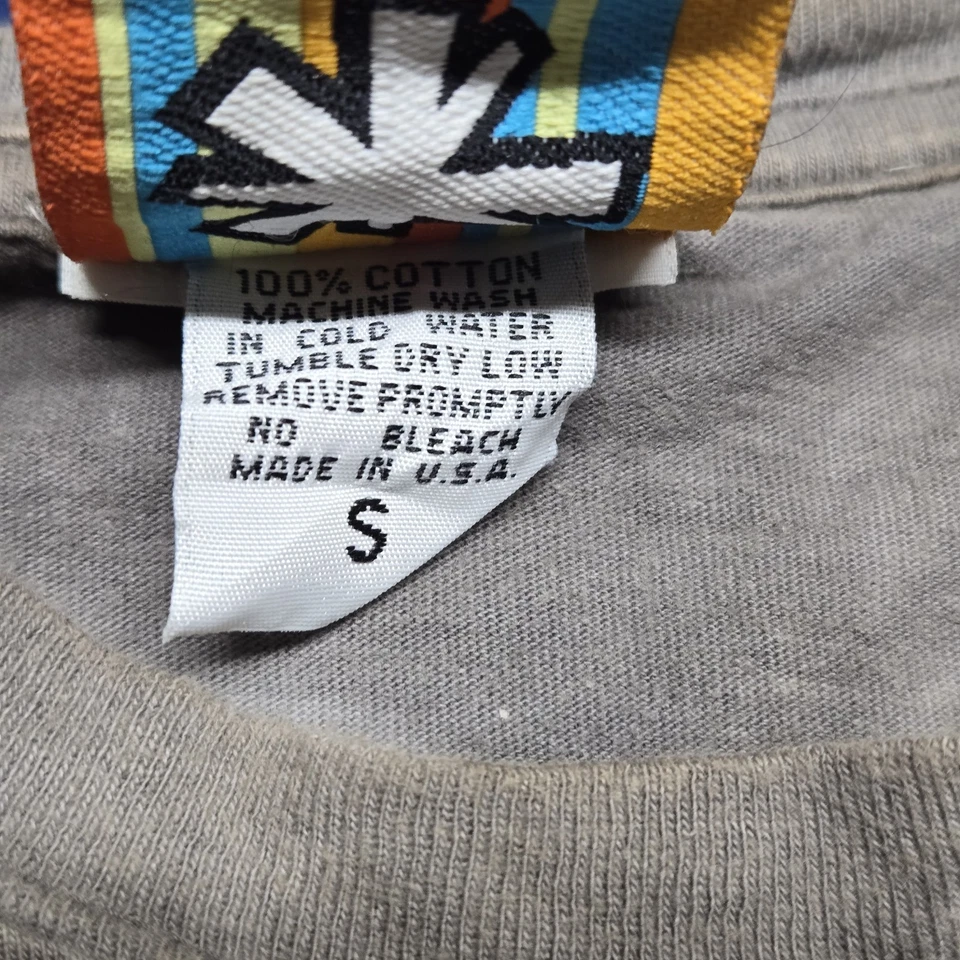 100% COTTON
MACHINE WASH
IN COLD WATER
TUMBLE DRY LOW
REMOVE PROMPTLY
NO BLEACH
MADE IN U.S.A.
S